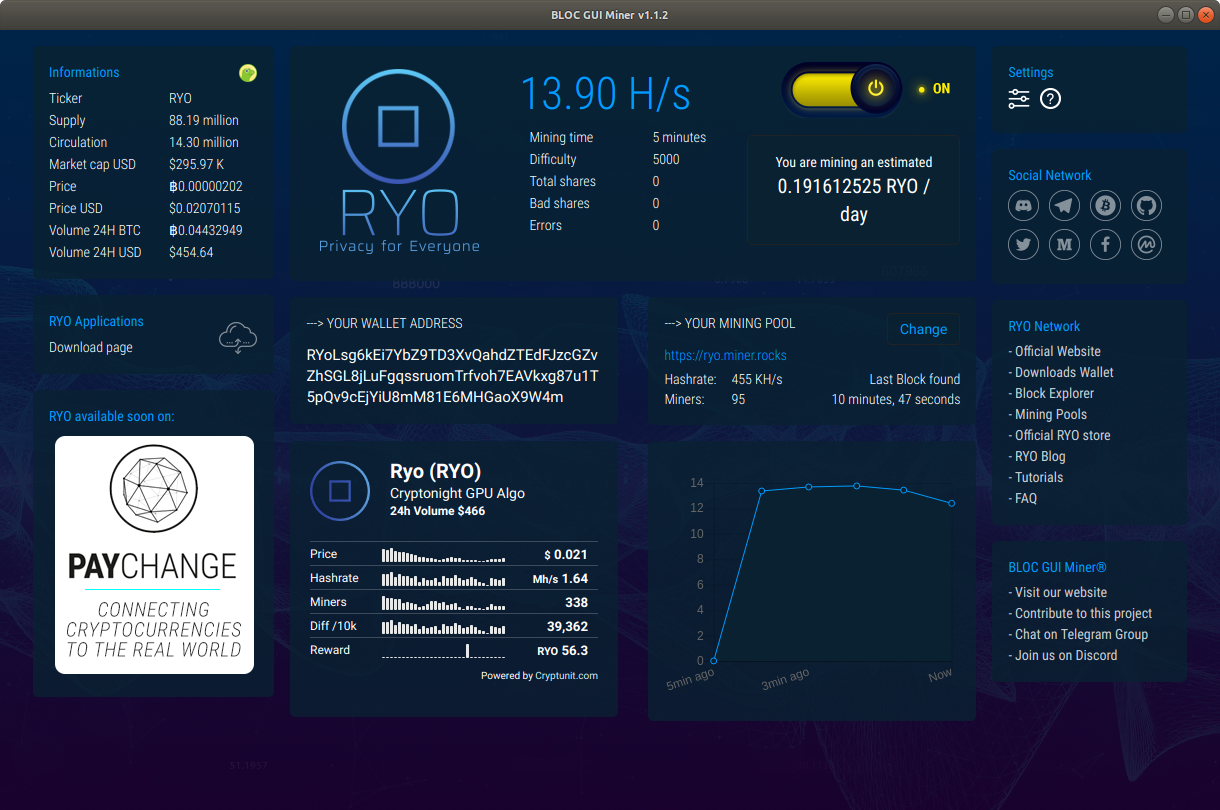 BLOC GUI Miner v1.1.2
Informations
Ticker RYO
Supply 88.19 million
Circulation 14.30 million
Market cap USD $295.97 K
Price ฿0.00000202
Price USD $0.02070115
Volume 24H BTC ฿0.04432949
Volume 24H USD $454.64
RYO
Privacy for Everyone
13.90 H/s
Mining time 5 minutes
Difficulty 5000
Total shares 0
Bad shares 0
Errors 0
ON
You are mining an estimated
0.191612525 RYO /
day
Settings
Social Network
RYO Applications
Download page
RYO available soon on:
PAYCHANGE
CONNECTING
CRYPTOCURRENCIES
TO THE REAL WORLD
---> YOUR WALLET ADDRESS
RYoLsg6kEi7YbZ9TD3XvQahdZTEdFJzcGZv
ZhSGL8jLuFgqssruomTrfvoh7EAVkxg87u1T
5pQv9cEjYiU8mM81E6MHGaoX9W4m
---> YOUR MINING POOL
Change
https://ryo.miner.rocks
Hashrate: 455 KH/s Last Block found
Miners: 95 10 minutes, 47 seconds
Ryo (RYO)
Cryptonight GPU Algo
24h Volume $466
Price $ 0.021
Hashrate Mh/s 1.64
Miners 338
Diff /10k 39,362
Reward RYO 56.3
Powered by Cryptunit.com
14
12
10
8
6
4
2
0
5min ago 3min ago Now
RYO Network
- Official Website
- Downloads Wallet
- Block Explorer
- Mining Pools
- Official RYO store
- RYO Blog
- Tutorials
- FAQ
BLOC GUI Miner®
- Visit our website
- Contribute to this project
- Chat on Telegram Group
- Join us on Discord